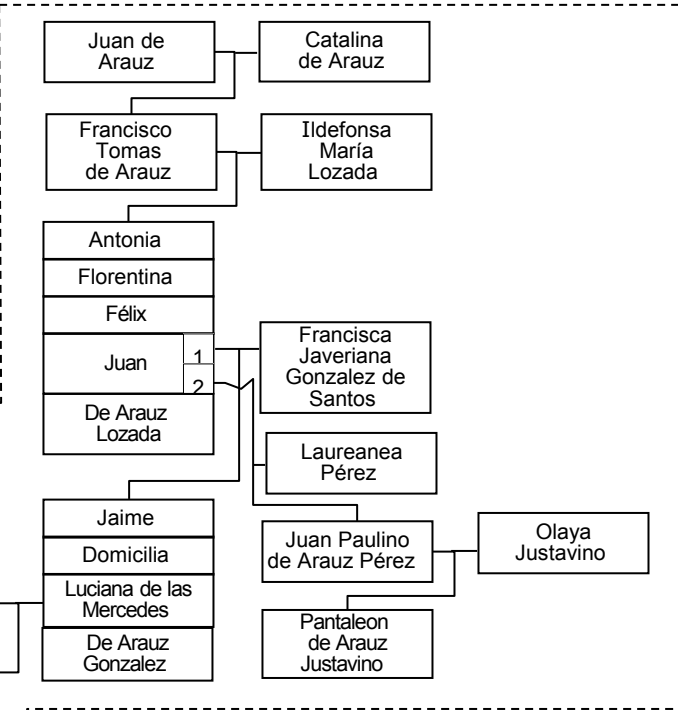 Juan de
Arauz
Catalina
de Arauz
Francisco
Tomas
de Arauz
Ildefonsa
María
Lozada
Antonia
Florentina
Félix
Juan
1
2
De Arauz
Lozada
Francisca
Javeriana
Gonzalez de
Santos
Laureanea
Pérez
Jaime
Domicilia
Luciana de las
Mercedes
De Arauz
Gonzalez
Juan Paulino
de Arauz Pérez
Olaya
Justavino
Pantaleon
de Arauz
Justavino